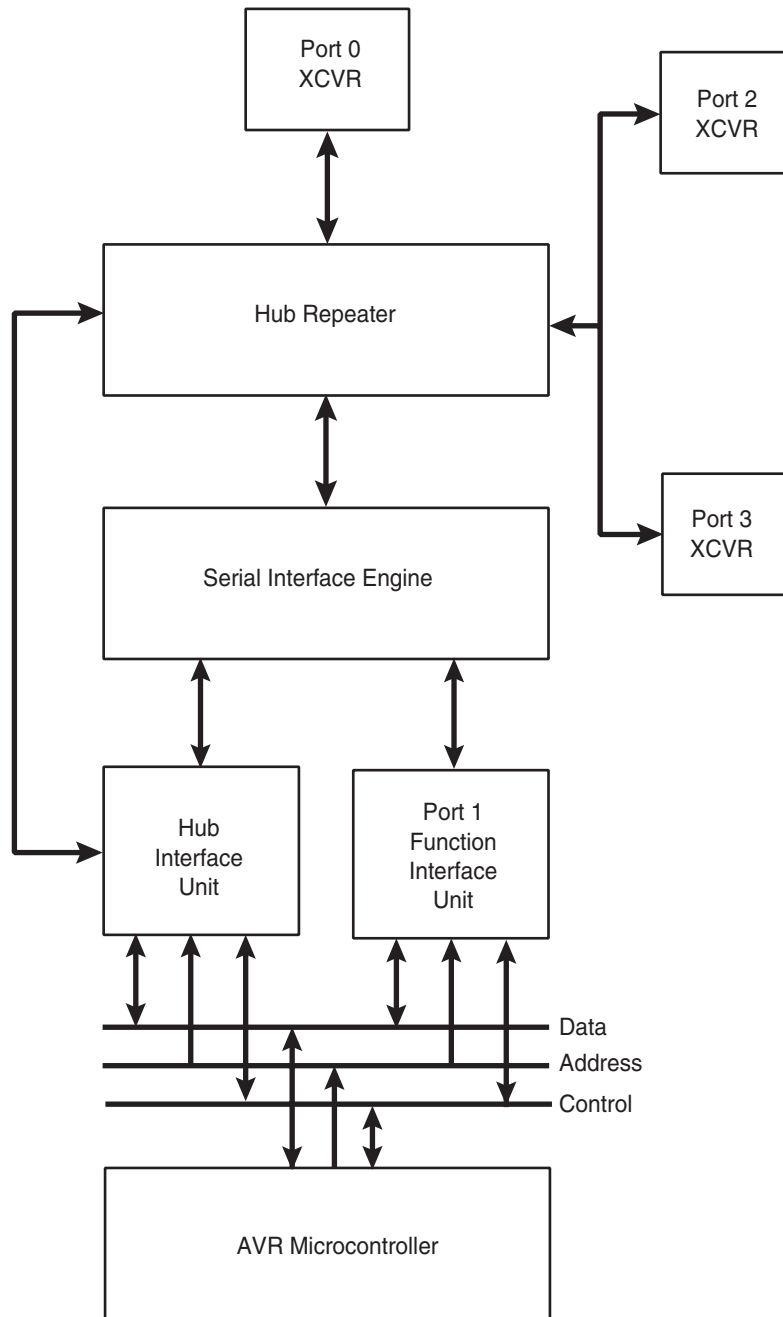 Port 0
XCVR
Port 2
XCVR
Hub Repeater
Port 3
XCVR
Serial Interface Engine
Hub
Interface
Unit
Port 1
Function
Interface
Unit
Data
Address
Control
AVR Microcontroller